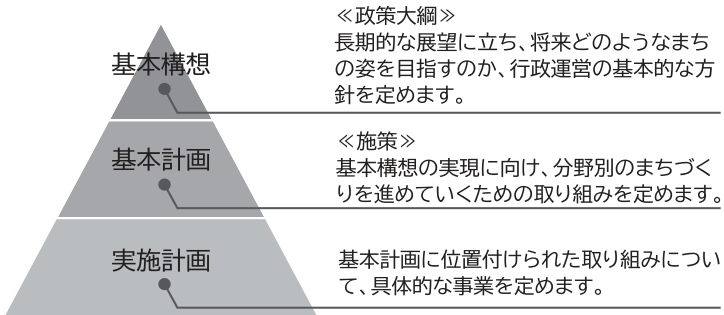 基本構想
≪政策大綱≫
長期的な展望に立ち、将来どのようなまち
の姿を目指すのか、行政運営の基本的な方
針を定めます。
基本計画
≪施策≫
基本構想の実現に向け、分野別のまちづく
りを進めていくための取り組みを定めます。
実施計画
基本計画に位置付けられた取り組みについ
て、具体的な事業を定めます。